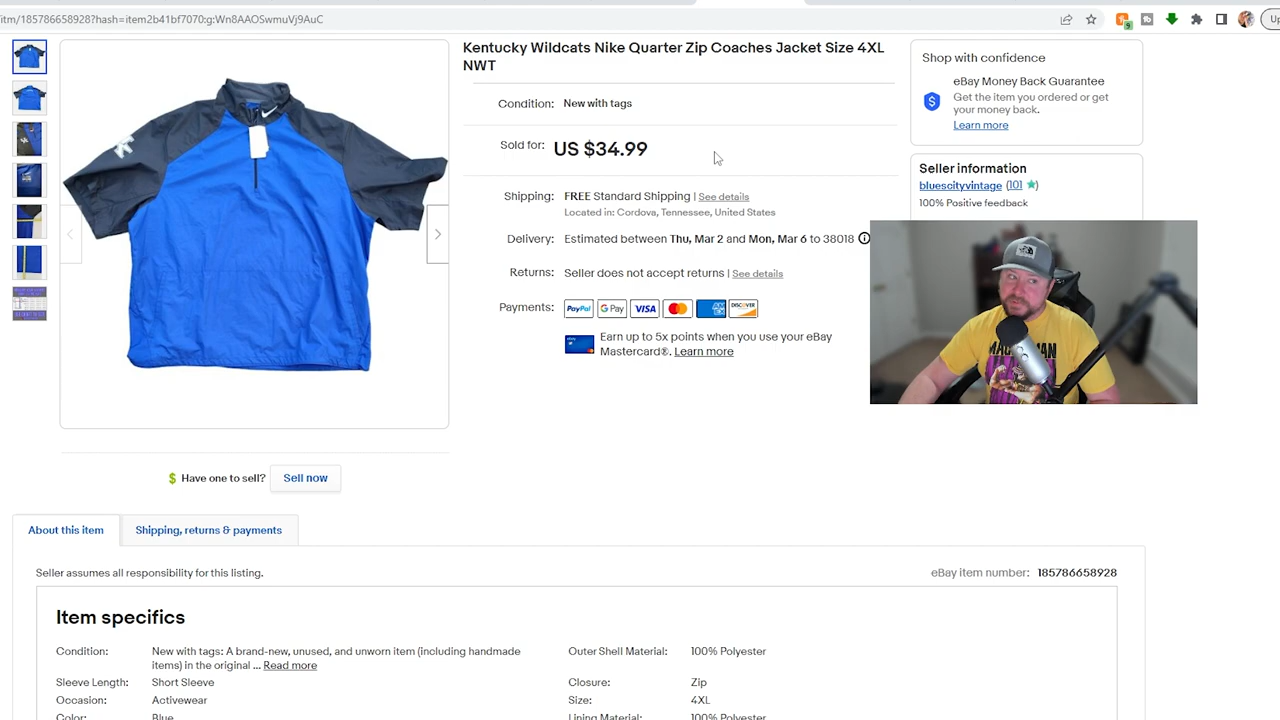 itm/185786658928?hash=item2b41bf7070:g:Wn8AAOSwmuVj9AuC
9
Up
Kentucky Wildcats Nike Quarter Zip Coaches Jacket Size 4XL
NWT
Condition: New with tags
Sold for: US $34.99
Shipping: FREE Standard Shipping | See details
Located in: Cordova, Tennessee, United States
Delivery: Estimated between Thu, Mar 2 and Mon, Mar 6 to 38018
Returns: Seller does not accept returns | See details
Payments: PayPal G Pay VISA DISCOVER
Earn up to 5x points when you use your eBay
Mastercard®. Learn more
Shop with confidence
eBay Money Back Guarantee
Get the item you ordered or get
your money back.
Learn more
Seller information
bluescityvintage (101)
100% Positive feedback
$ Have one to sell? Sell now
About this item
Shipping, returns & payments
Seller assumes all responsibility for this listing.
eBay item number: 185786658928
Item specifics
Condition: New with tags: A brand-new, unused, and unworn item (including handmade
items) in the original ... Read more
Outer Shell Material: 100% Polyester
Sleeve Length: Short Sleeve
Closure: Zip
Occasion: Activewear
Size: 4XL
Color: Blue
Lining Material: 100% Polyester